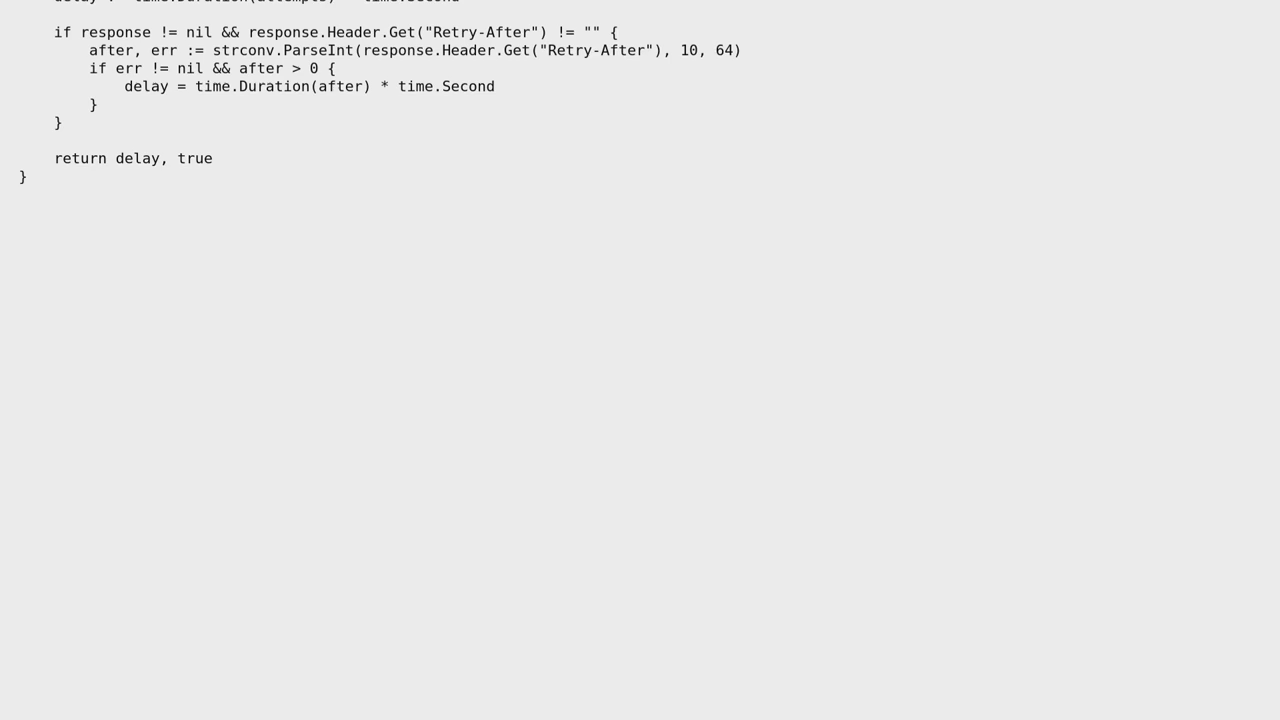 if response != nil && response.Header.Get("Retry-After") != "" {
after, err := strconv.ParseInt(response.Header.Get("Retry-After"), 10, 64)
if err != nil && after > 0 {
delay = time.Duration(after) * time.Second
}
}
return delay, true
}